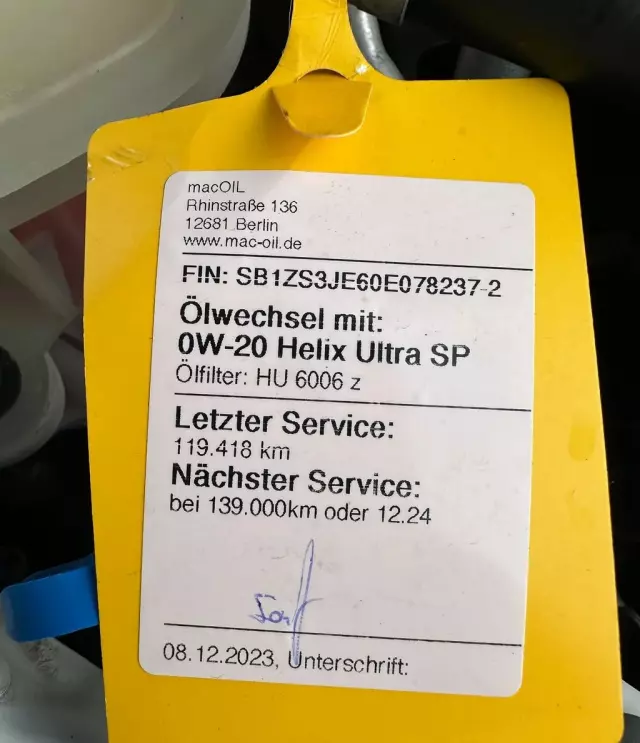 macOIL
Rhinstraße 136
12681 Berlin
www.mac-oil.de
FIN: SB1ZS3JE60E078237-2
Ölwechsel mit:
0W-20 Helix Ultra SP
Ölfilter: HU 6006 z
Letzter Service:
119.418 km
Nächster Service:
bei 139.000km oder 12.24
08.12.2023, Unterschrift: